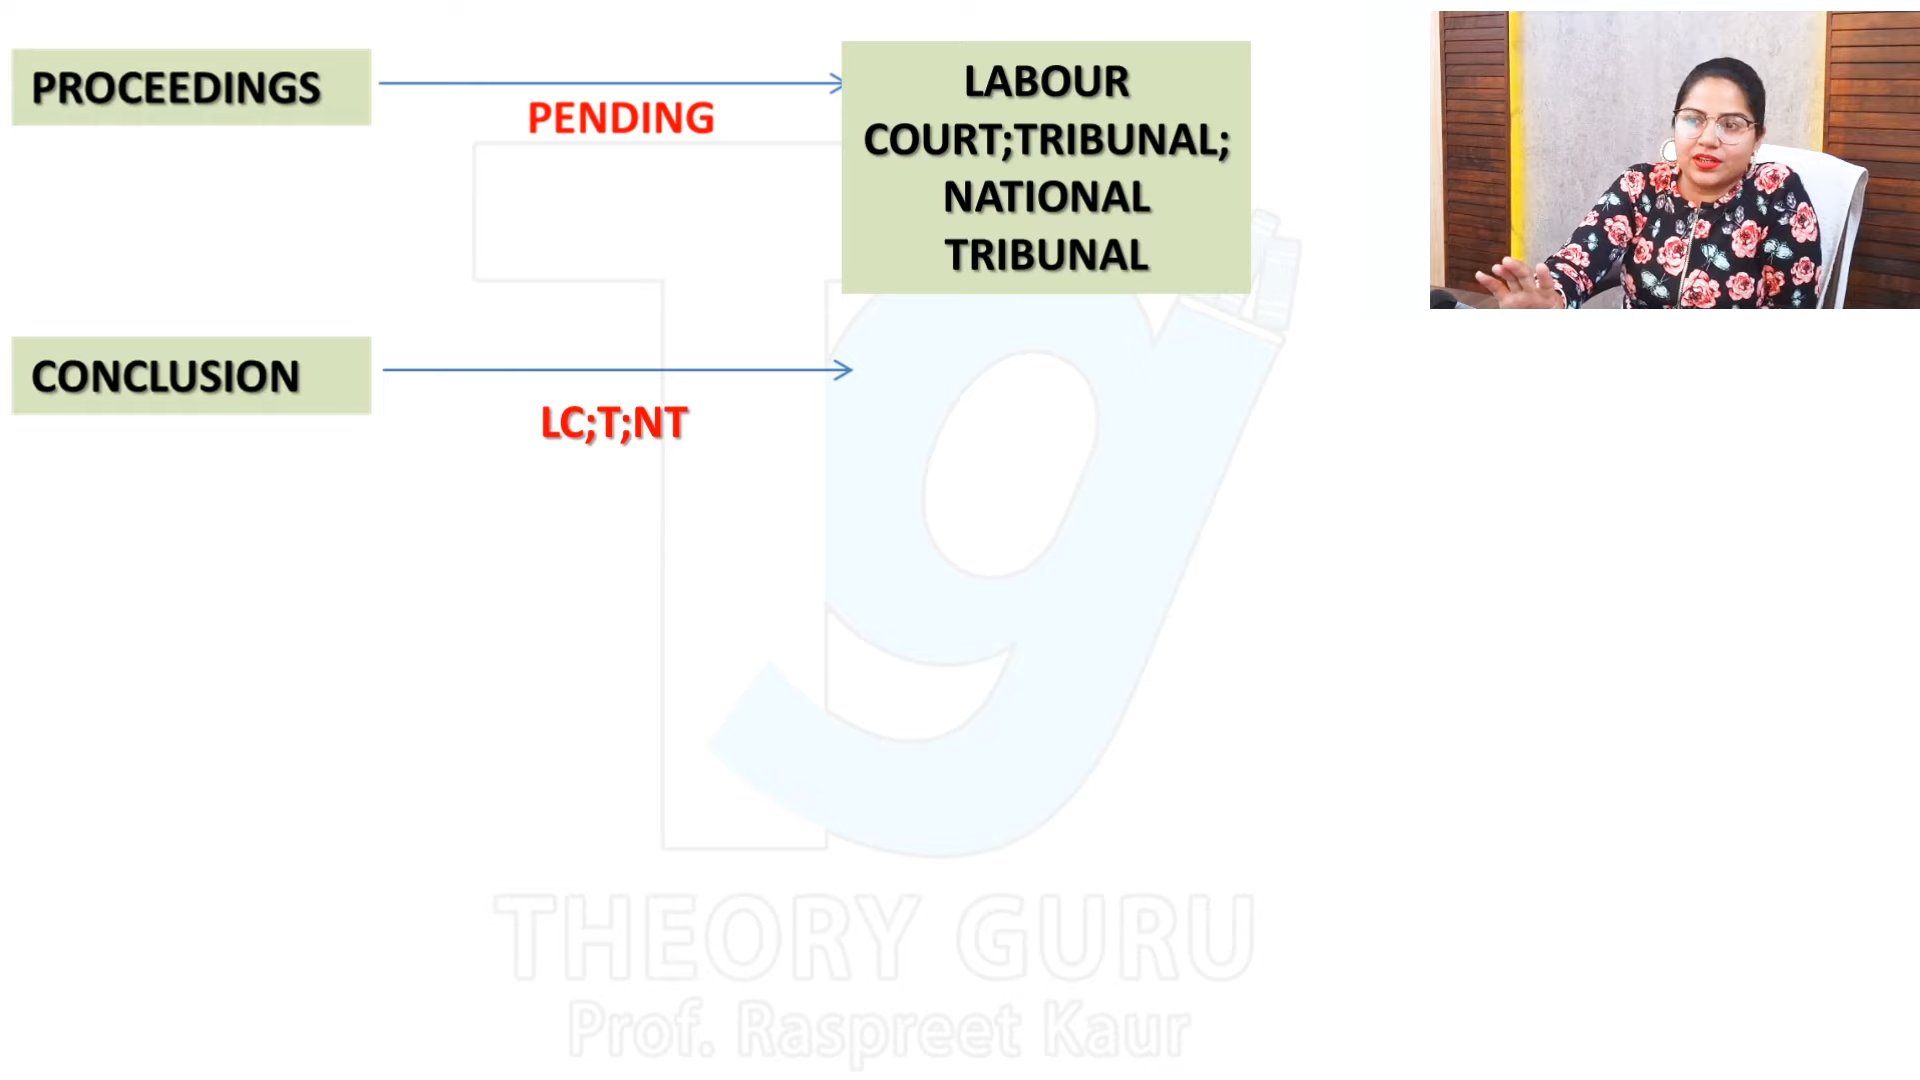 PROCEEDINGS
PENDING
LABOUR
COURT;TRIBUNAL;
NATIONAL
TRIBUNAL
CONCLUSION
LC;T;NT
THEORY GURU
Prof. Raspreet Kaur